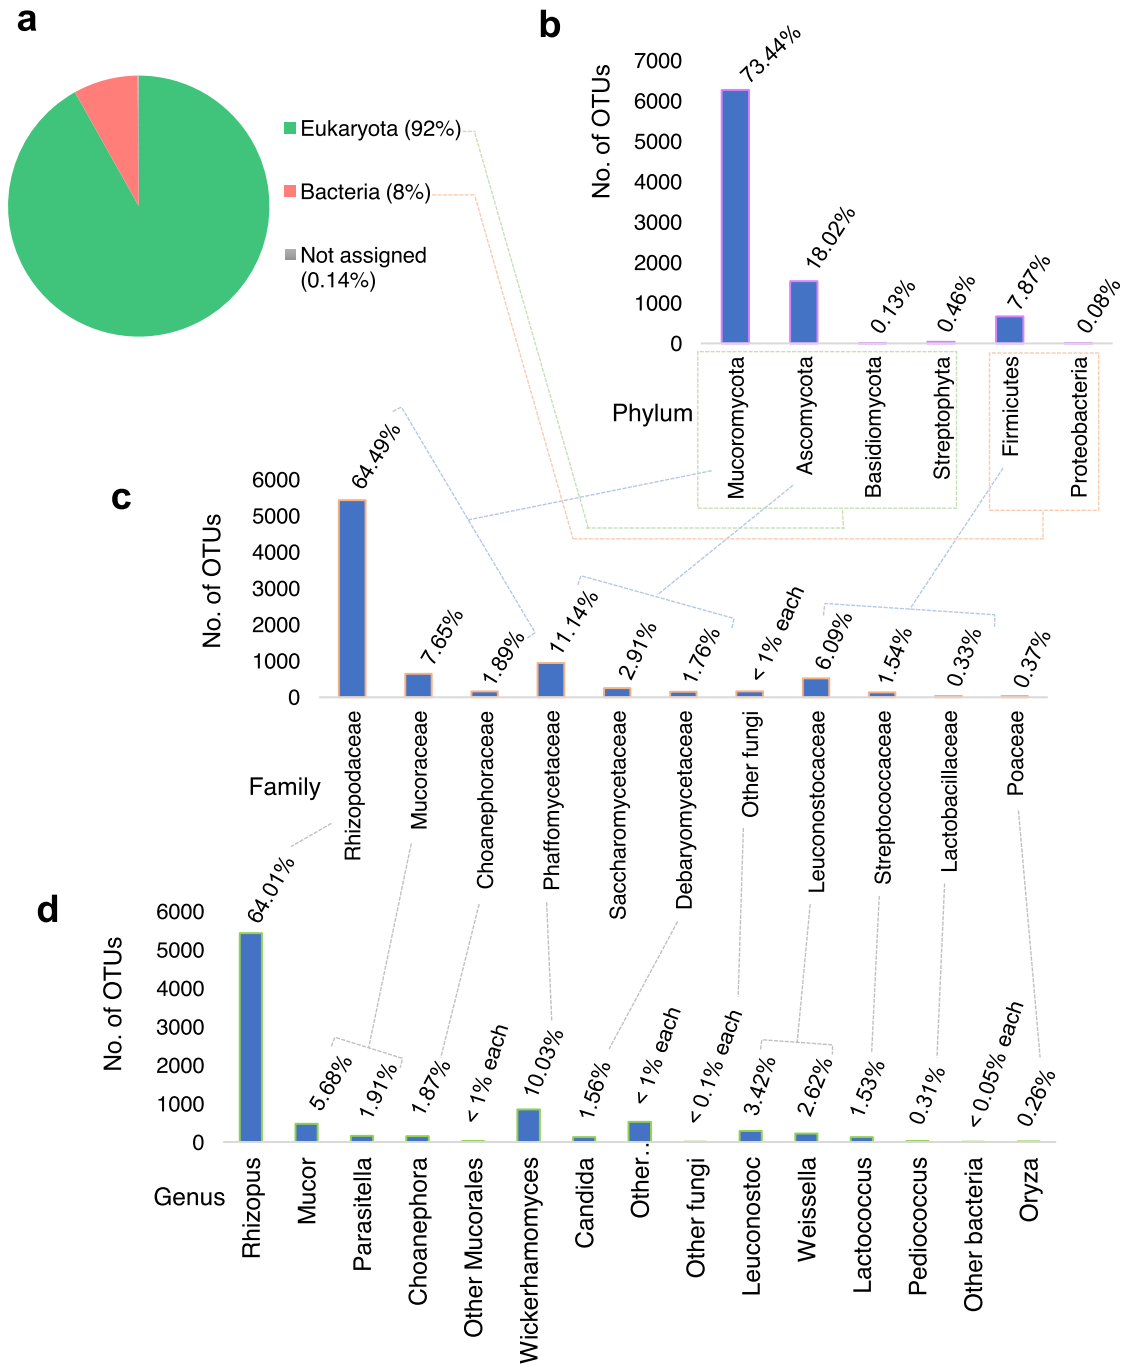 a
Eukaryota (92%)
Bacteria (8%)
Not assigned
(0.14%)
b
No. of OTUs
7000
6000
5000
4000
3000
2000
1000
0
73.44%
18.02%
0.13%
0.46%
7.87%
0.08%
Phylum
Mucoromycota
Ascomycota
Basidiomycota
Streptophyta
Firmicutes
Proteobacteria
c
No. of OTUs
6000
5000
4000
3000
2000
1000
0
64.49%
7.65%
1.89%
11.14%
2.91%
1.76%
< 1% each
6.09%
1.54%
0.33%
0.37%
Family
Rhizopodaceae
Mucoraceae
Choanephoraceae
Phaffomycetaceae
Saccharomycetaceae
Debaryomycetaceae
Other fungi
Leuconostocaceae
Streptococcaceae
Lactobacillaceae
Poaceae
d
No. of OTUs
6000
5000
4000
3000
2000
1000
0
64.01%
5.68%
1.91%
1.87%
< 1% each
10.03%
1.56%
< 1% each
< 0.1% each
3.42%
2.62%
1.53%
0.31%
< 0.05% each
0.26%
Genus
Rhizopus
Mucor
Parasitella
Choanephora
Other Mucorales
Wickerhamomyces
Candida
Other…
Other fungi
Leuconostoc
Weissella
Lactococcus
Pediococcus
Other bacteria
Oryza